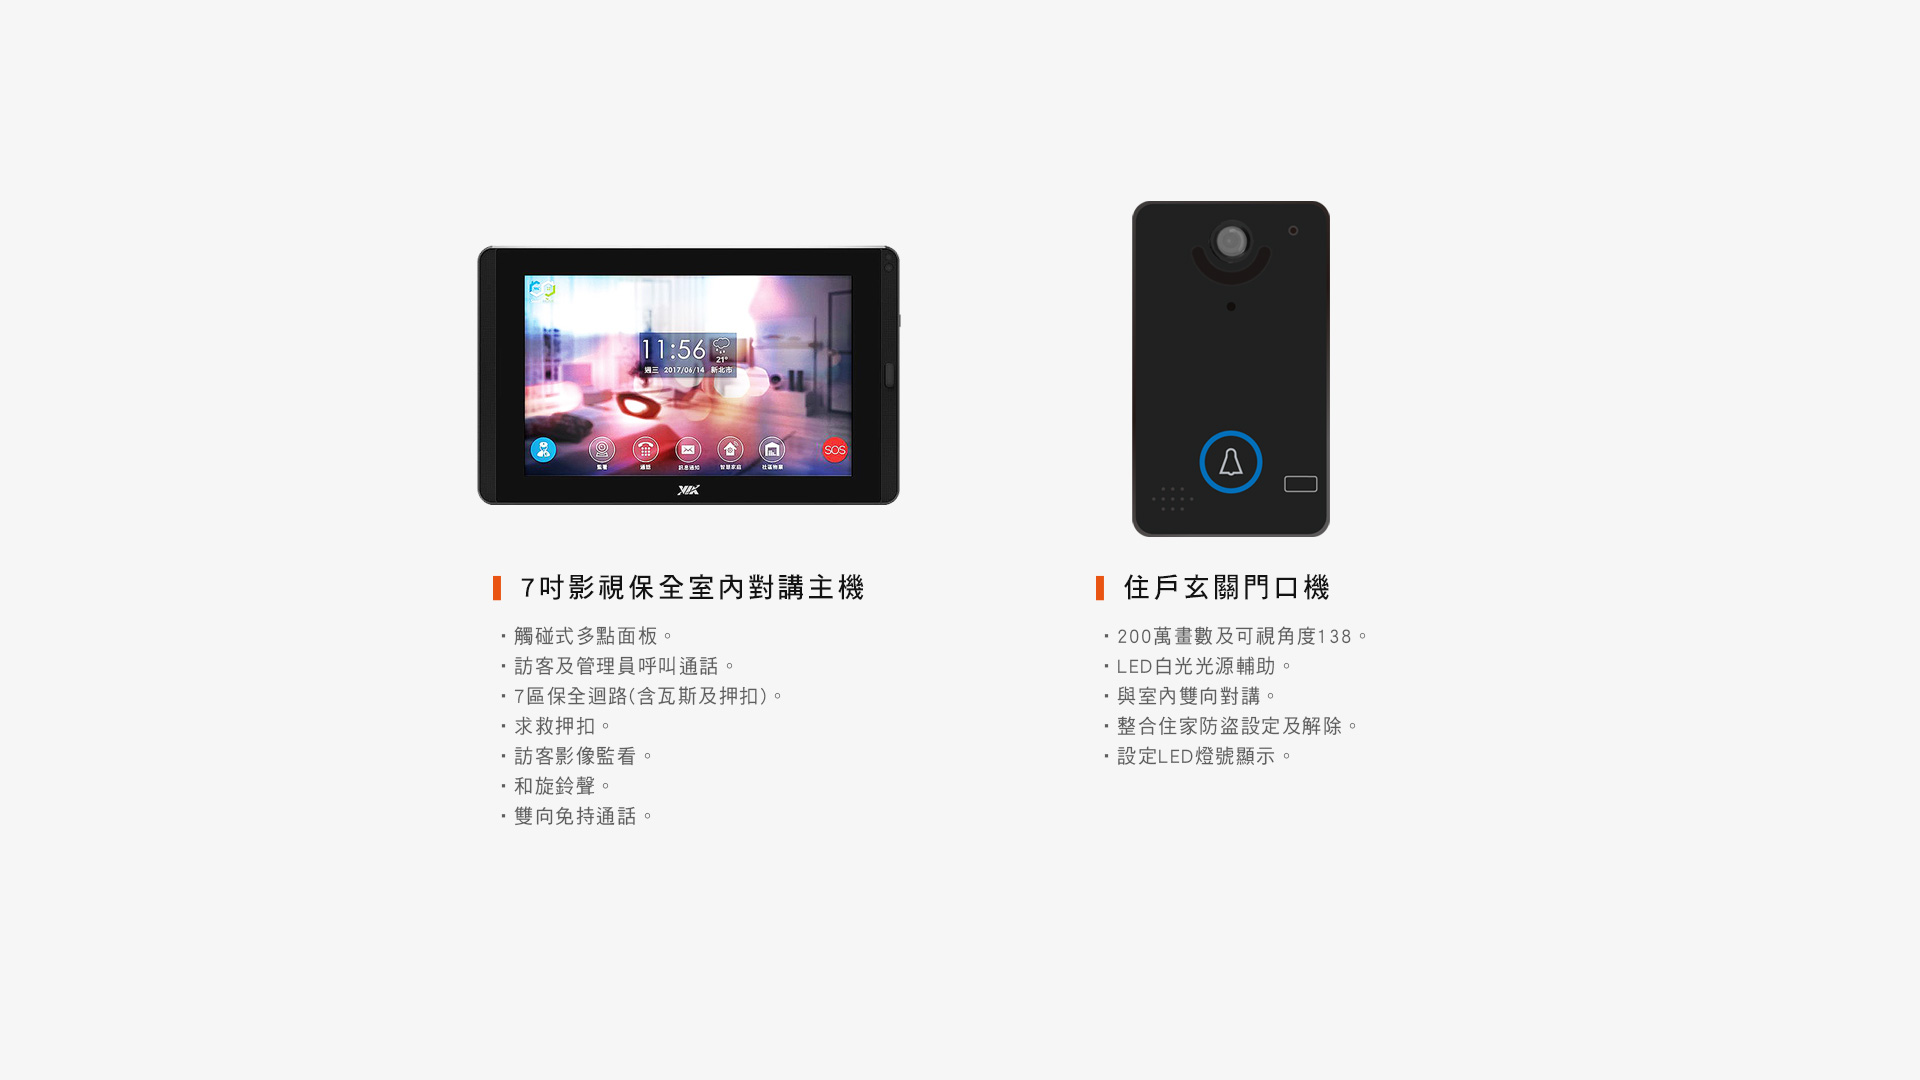 11:56
21°
週三 2017/06/14 新北市
監看 通話 訊息通知 智慧家庭 社區物業
SOS
VIA
7吋影視保全室內對講主機
・觸碰式多點面板。
・訪客及管理員呼叫通話。
・7區保全迴路(含瓦斯及押扣)。
・求救押扣。
・訪客影像監看。
・和旋鈴聲。
・雙向免持通話。
住戶玄關門口機
・200萬畫數及可視角度138。
・LED白光光源輔助。
・與室內雙向對講。
・整合住家防盜設定及解除。
・設定LED燈號顯示。